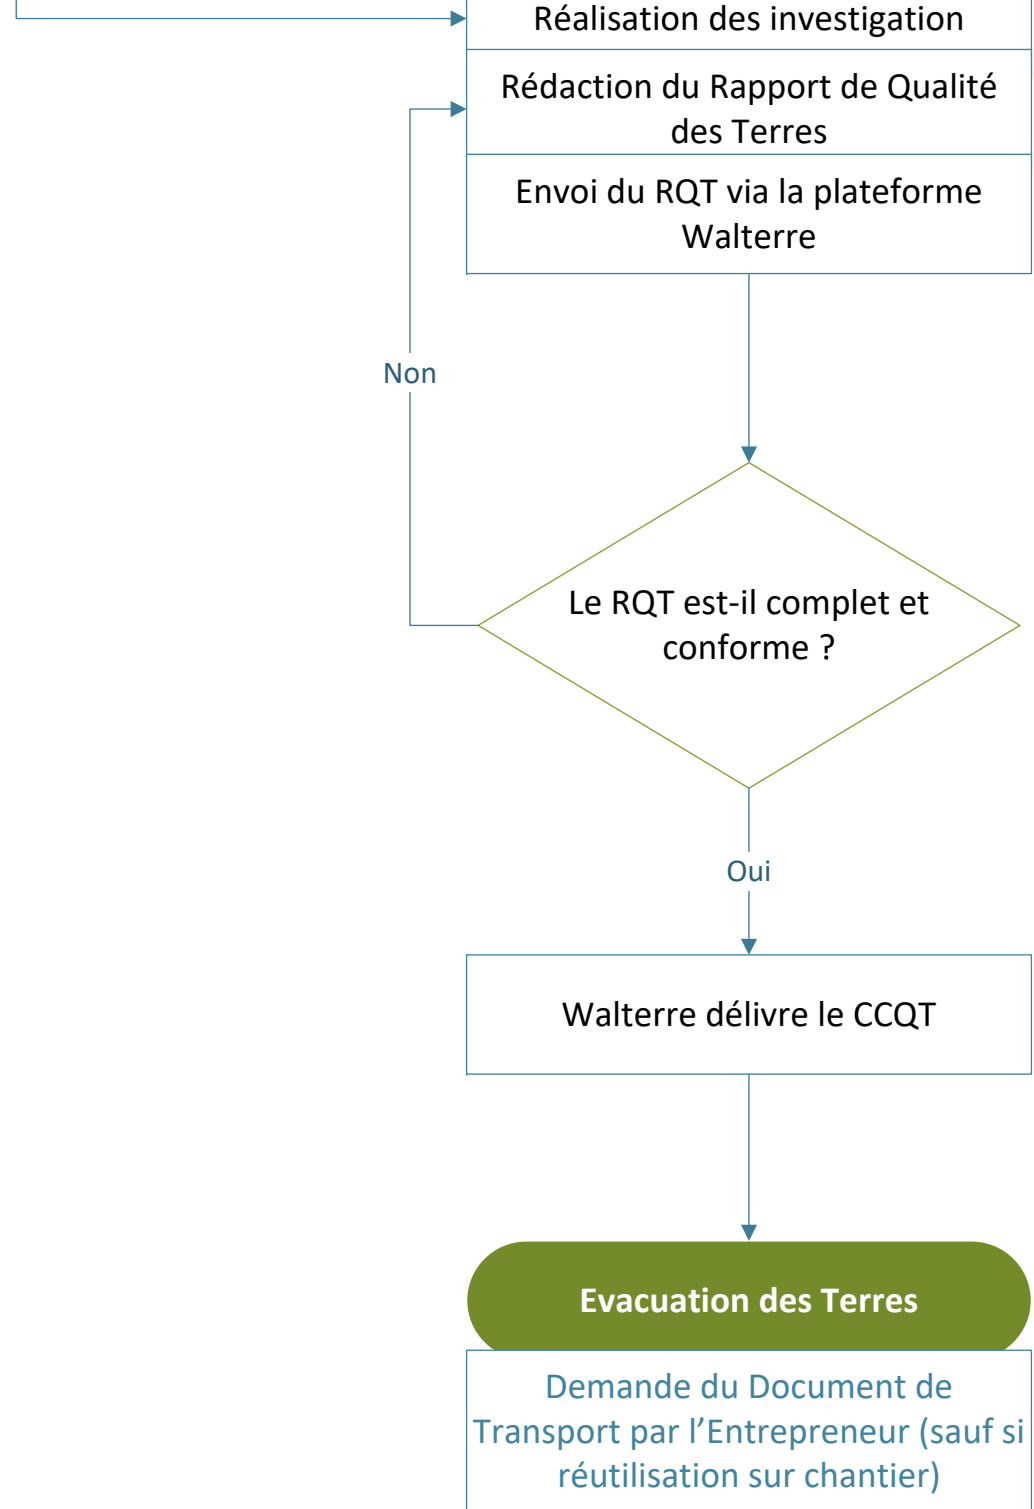 Réalisation des investigation
Rédaction du Rapport de Qualité
des Terres
Envoi du RQT via la plateforme
Walterre
Non
Le RQT est-il complet et
conforme ?
Oui
Walterre délivre le CCQT
Evacuation des Terres
Demande du Document de
Transport par l’Entrepreneur (sauf si
réutilisation sur chantier)